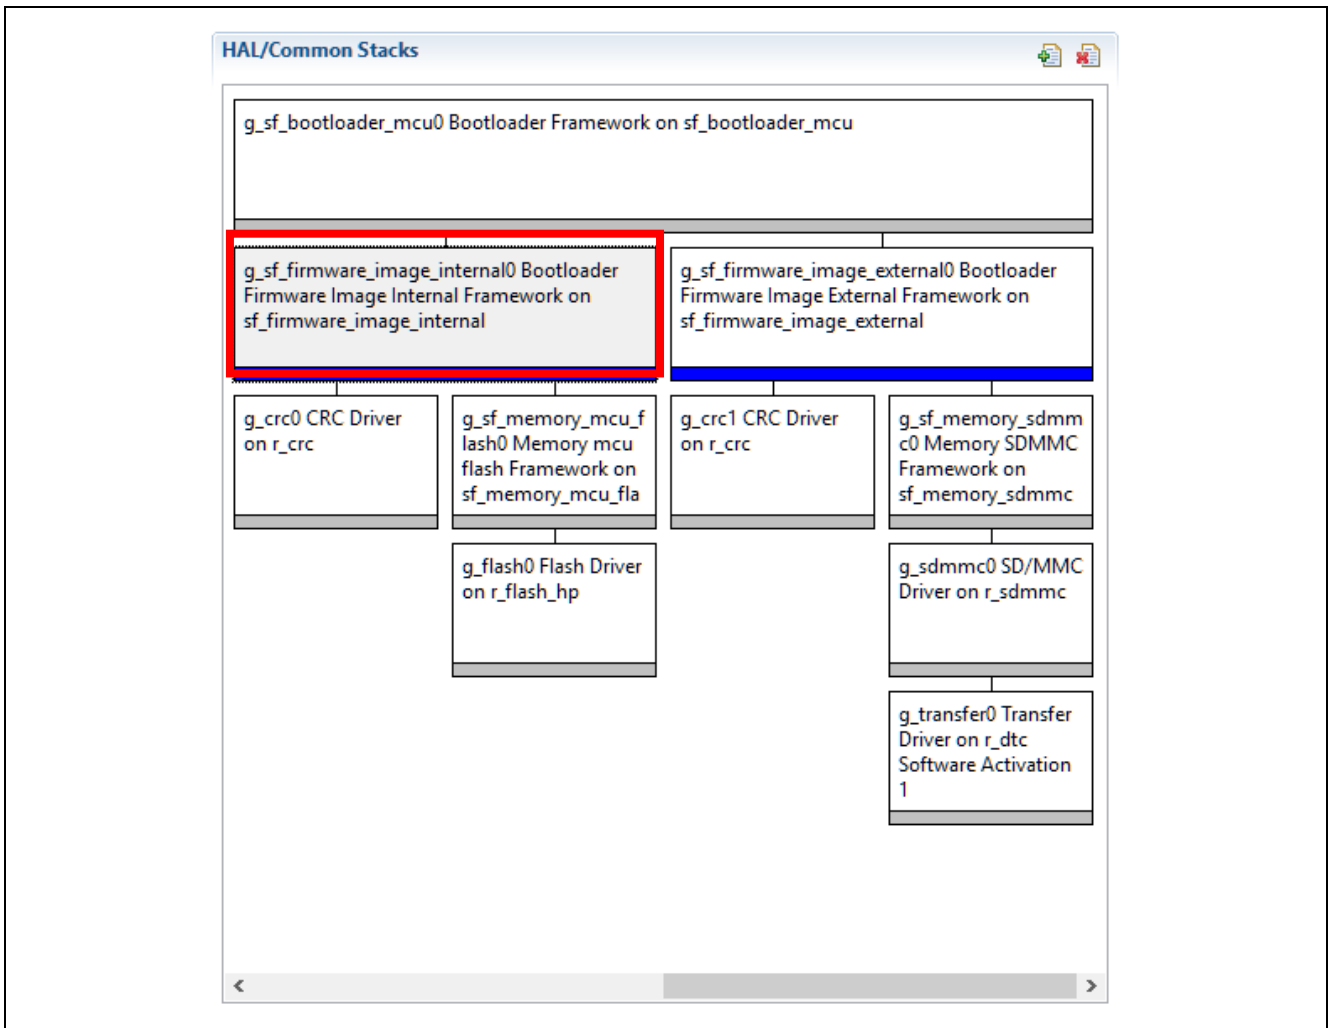 HAL/Common Stacks
g_sf_bootloader_mcu0 Bootloader Framework on sf_bootloader_mcu
g_sf_firmware_image_internal0 Bootloader
Firmware Image Internal Framework on
sf_firmware_image_internal
g_sf_firmware_image_external0 Bootloader
Firmware Image External Framework on
sf_firmware_image_external
g_crc0 CRC Driver
on r_crc
g_sf_memory_mcu_f
lash0 Memory mcu
flash Framework on
sf_memory_mcu_fla
g_crc1 CRC Driver
on r_crc
g_sf_memory_sdmm
c0 Memory SDMMC
Framework on
sf_memory_sdmmc
g_flash0 Flash Driver
on r_flash_hp
g_sdmmc0 SD/MMC
Driver on r_sdmmc
g_transfer0 Transfer
Driver on r_dtc
Software Activation
1